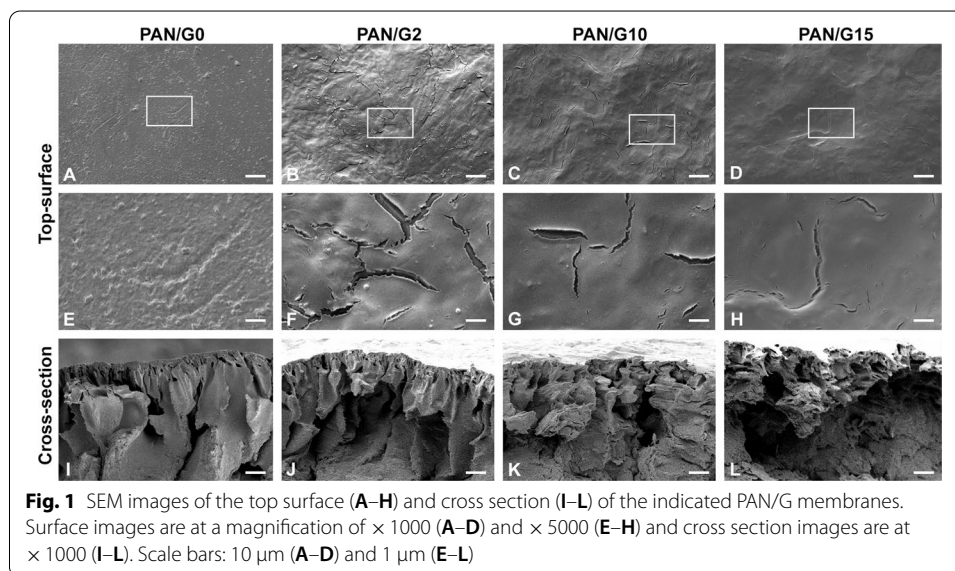 PAN/G0 PAN/G2 PAN/G10 PAN/G15
Top-surface
A B C D
E F G H
Cross-section
I J K L
Fig. 1 SEM images of the top surface (A–H) and cross section (I–L) of the indicated PAN/G membranes.
Surface images are at a magnification of × 1000 (A–D) and × 5000 (E–H) and cross section images are at
× 1000 (I–L). Scale bars: 10 μm (A–D) and 1 μm (E–L)